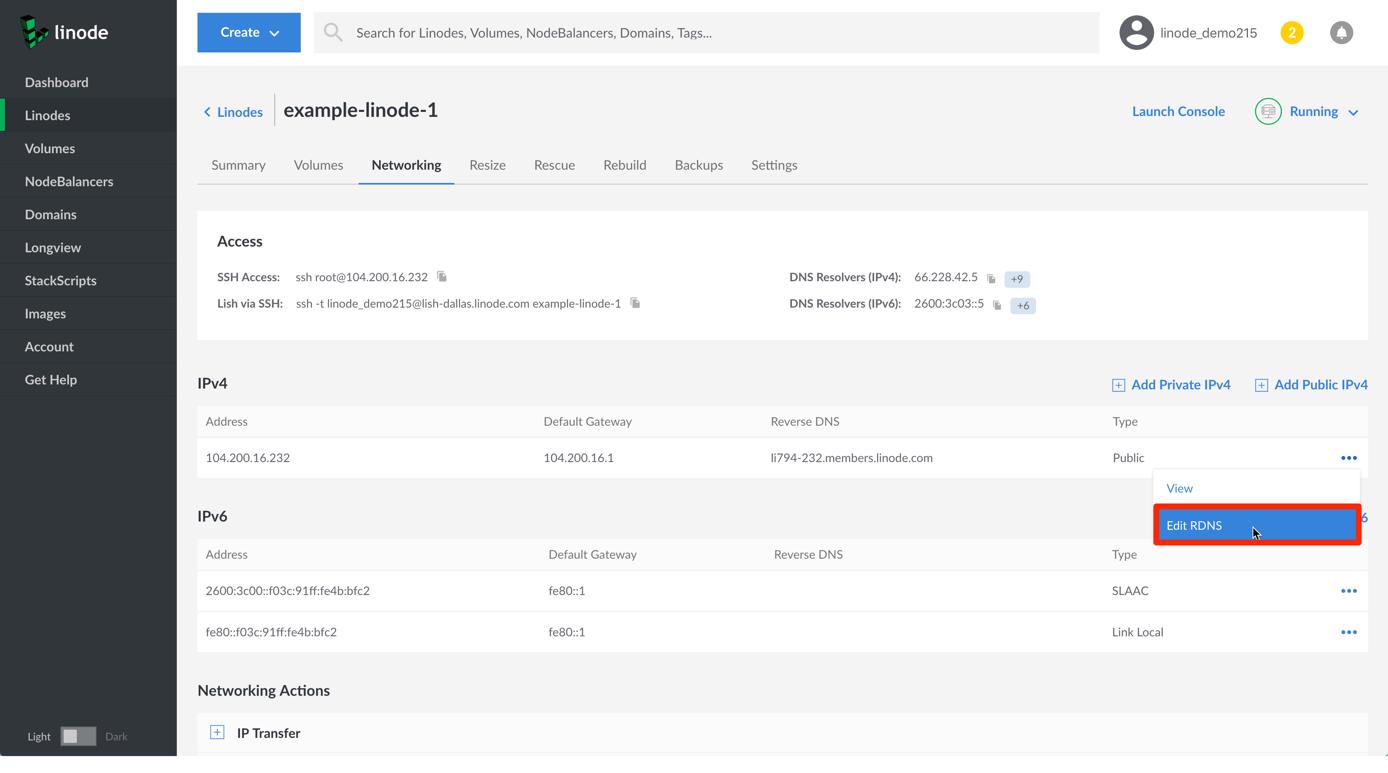 linode
Create
Search for Linodes, Volumes, NodeBalancers, Domains, Tags...
linode_demo215
2
Dashboard
Linodes
Volumes
NodeBalancers
Domains
Longview
StackScripts
Images
Account
Get Help
Light
Dark
Linodes
example-linode-1
Launch Console
Running
Summary Volumes Networking Resize Rescue Rebuild Backups Settings
Access
SSH Access: ssh root@104.200.16.232
Lish via SSH: ssh -t linode_demo215@lish-dallas.linode.com example-linode-1
DNS Resolvers (IPv4): 66.228.42.5 +9
DNS Resolvers (IPv6): 2600:3c03::5 +6
IPv4
Add Private IPv4 Add Public IPv4
Address Default Gateway Reverse DNS Type
104.200.16.232 104.200.16.1 li794-232.members.linode.com Public
View
Edit RDNS
IPv6
6
Address Default Gateway Reverse DNS Type
2600:3c00::f03c:91ff:fe4b:bfc2 fe80::1 SLAAC
fe80::f03c:91ff:fe4b:bfc2 fe80::1 Link Local
Networking Actions
IP Transfer